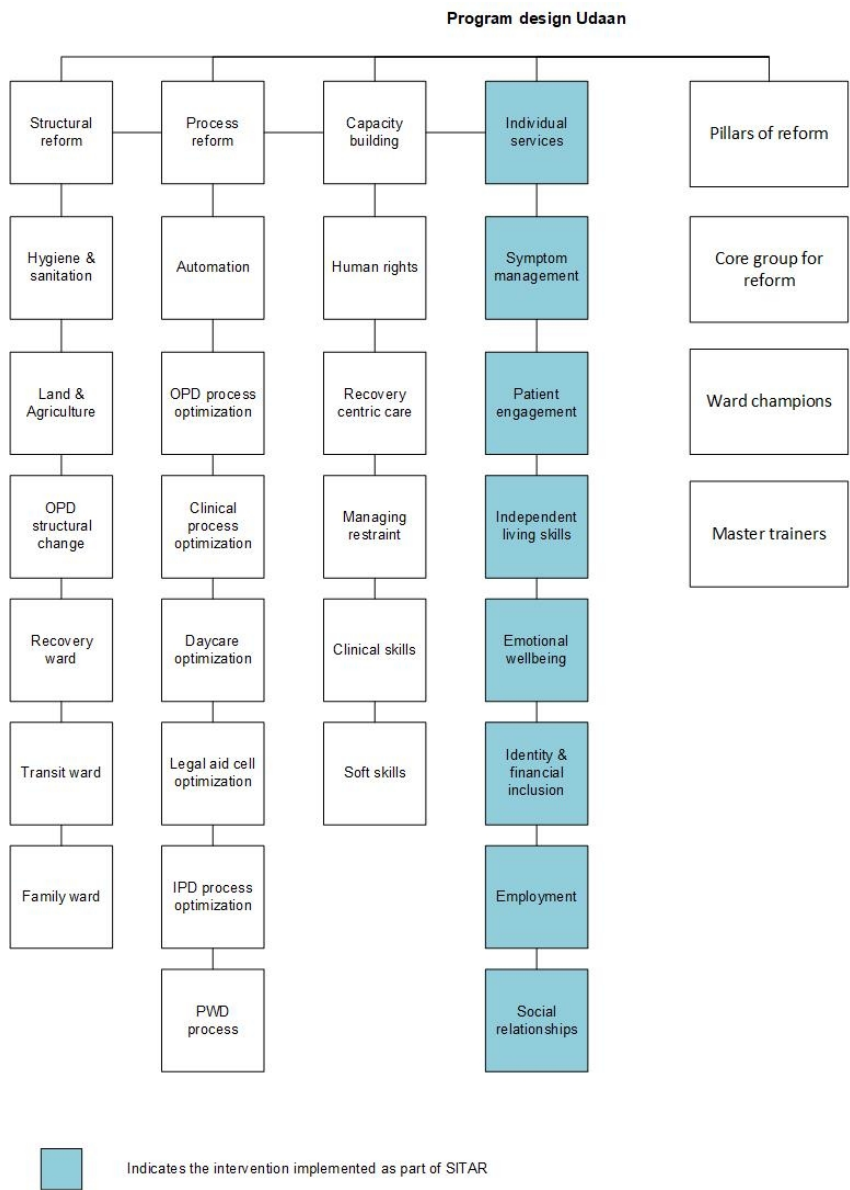 Program design Udaan
Structural
reform
Process
reform
Capacity
building
Individual
services
Pillars of reform
Hygiene &
sanitation
Automation
Human rights
Symptom
management
Core group for
reform
Land &
Agriculture
OPD process
optimization
Recovery
centric care
Patient
engagement
Ward champions
OPD
structural
change
Clinical
process
optimization
Managing
restraint
Independent
living skills
Master trainers
Recovery
ward
Daycare
optimization
Clinical skills
Emotional
wellbeing
Transit ward
Legal aid cell
optimization
Soft skills
Identity &
financial
inclusion
Family ward
IPD process
optimization
Employment
PWD
process
Social
relationships
Indicates the intervention implemented as part of SITAR